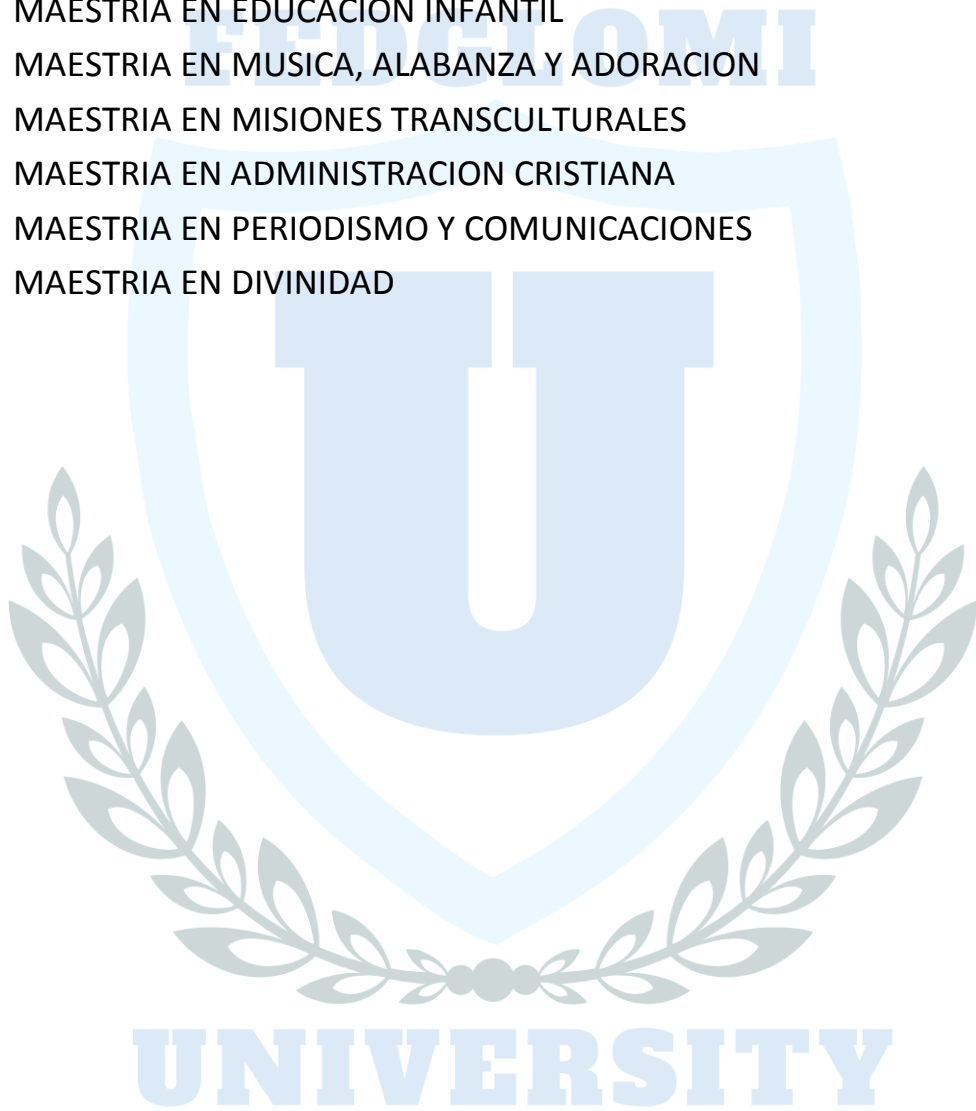 MAESTRIA EN EDUCACION INFANTIL
FEDGLOMI
MAESTRIA EN MUSICA, ALABANZA Y ADORACION
MAESTRIA EN MISIONES TRANSCULTURALES
MAESTRIA EN ADMINISTRACION CRISTIANA
MAESTRIA EN PERIODISMO Y COMUNICACIONES
MAESTRIA EN DIVINIDAD
U
UNIVERSITY